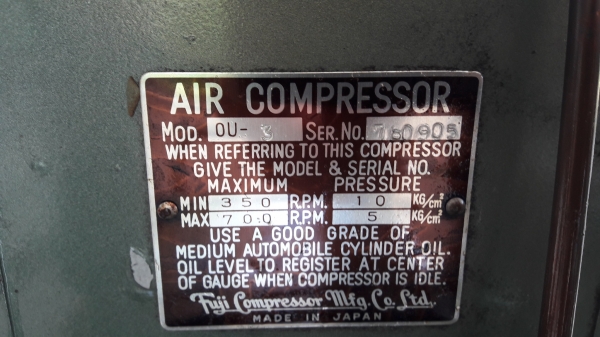 AIR COMPRESSOR
MOD. OU-3 SER. NO. 760905
WHEN REFERRING TO THIS COMPRESSOR
GIVE THE MODEL & SERIAL NO.
MAXIMUM PRESSURE
MIN 350 R.P.M. 10 KG/cm²
MAX 700 R.P.M. 5 KG/cm²
USE A GOOD GRADE OF
MEDIUM AUTOMOBILE CYLINDER OIL.
OIL LEVEL TO REGISTER AT CENTER
OF GAUGE WHEN COMPRESSOR IS IDLE.
Fuji Compressor Mfg. Co. Ltd.
MADE IN JAPAN